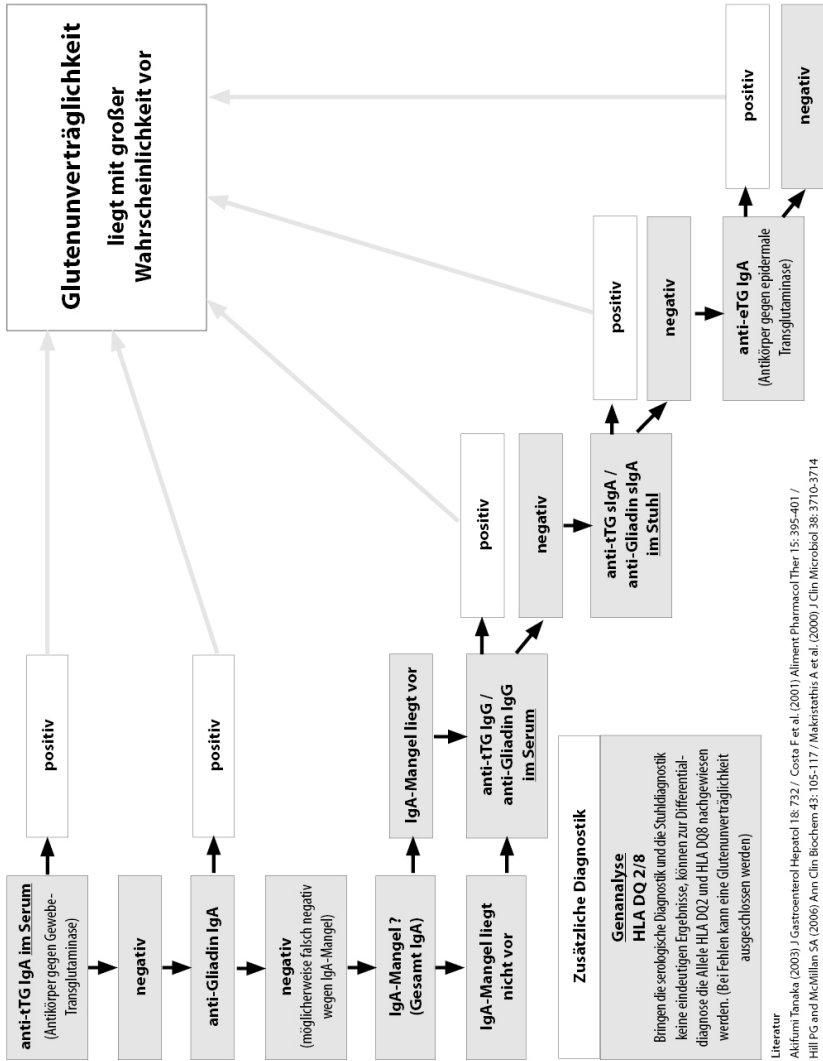 Glutenunverträglichkeit
liegt mit großer
Wahrscheinlichkeit vor
anti-tTG IgA im Serum
(Antikörper gegen Gewebe-
Transglutaminase)
positiv
negativ
anti-Gliadin IgA
positiv
negativ
(möglicherweise falsch negativ
wegen IgA-Mangel)
IgA-Mangel ?
(Gesamt IgA)
IgA-Mangel liegt vor
IgA-Mangel liegt
nicht vor
anti-tTG IgG /
anti-Gliadin IgG
im Serum
positiv
negativ
anti-tTG sIgA /
anti-Gliadin sIgA
im Stuhl
positiv
negativ
anti-eTG IgA
(Antikörper gegen epidermale
Transglutaminase)
positiv
negativ
Zusätzliche Diagnostik
Genanalyse
HLA DQ 2/8
Bringen die serologische Diagnostik und die Stuhldiagnostik
keine eindeutigen Ergebnisse, können zur Differential-
diagnose die Allele HLA DQ2 und HLA DQ8 nachgewiesen
werden. (Bei Fehlen kann eine Glutenunverträglichkeit
ausgeschlossen werden)
Literatur
Akifumi Tanaka (2003) J Gastroenterol Hepatol 18: 732 / Costa F et al. (2001) Aliment Pharmacol Ther 15: 395-401 /
Hill PG and McMillan SA (2006) Ann Clin Biochem 43: 105-117 / Makristathis A et al. (2000) J Clin Microbiol 38: 3710-3714